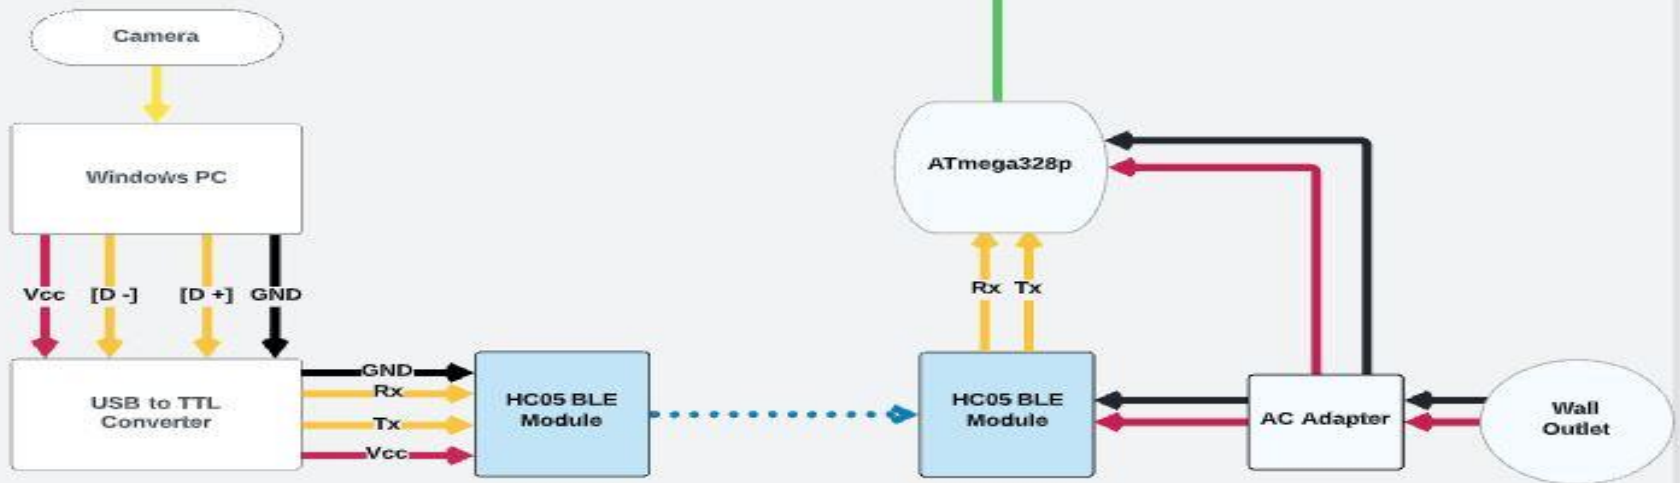 Camera
Windows PC
ATmega328p
Vcc [D -] [D +] GND
Rx Tx
GND
Rx
Tx
Vcc
USB to TTL
Converter
HC05 BLE
Module
HC05 BLE
Module
AC Adapter
Wall
Outlet